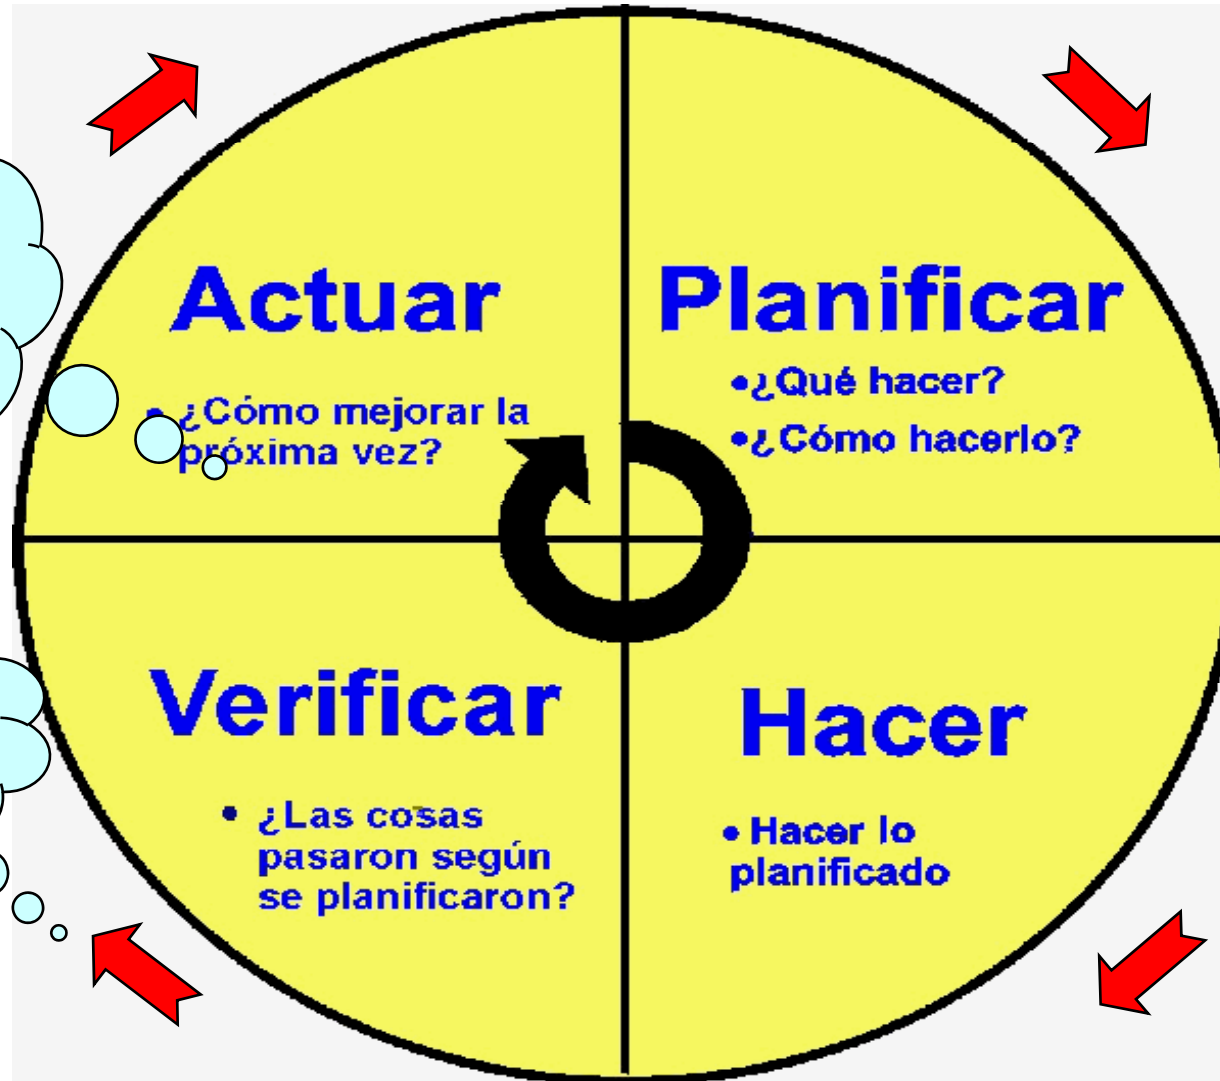 Actuar
• ¿Cómo mejorar la
próxima vez?
Planificar
•¿Qué hacer?
•¿Cómo hacerlo?
Verificar
• ¿Las cosas
pasaron según
se planificaron?
Hacer
• Hacer lo
planificado